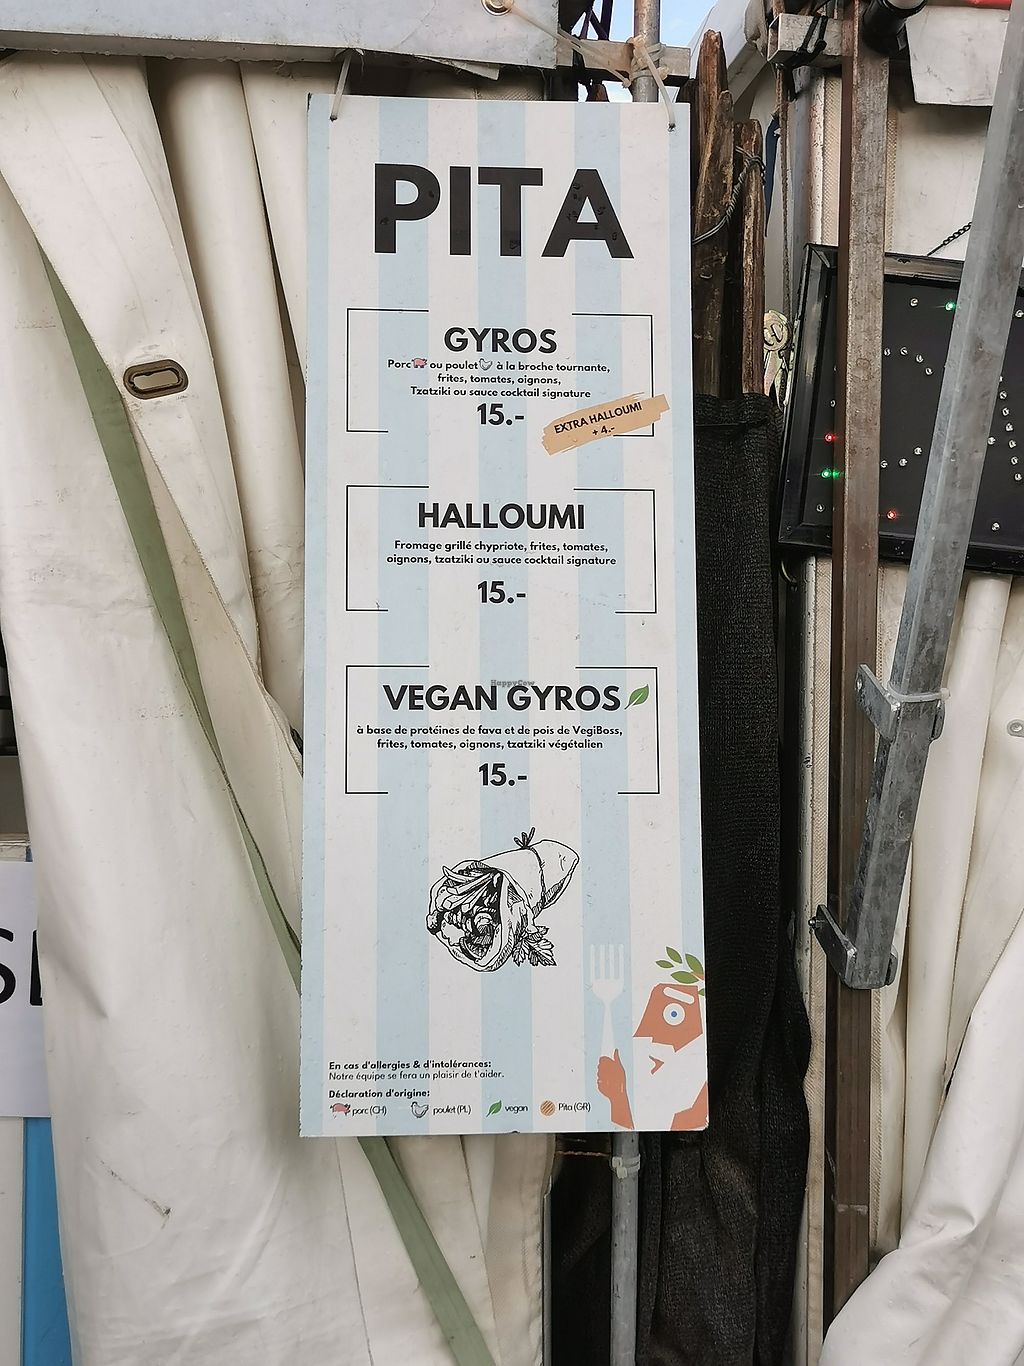 PITA
GYROS
Porc ou poulet à la broche tournante,
frites, tomates, oignons,
Tzatziki ou sauce cocktail signature
15.-
EXTRA HALLOUMI
+ 4.-
HALLOUMI
Fromage grillé chypriote, frites, tomates,
oignons, tzatziki ou sauce cocktail signature
15.-
HappyCow
VEGAN GYROS
à base de protéines de fava et de pois de VegiBoss,
frites, tomates, oignons, tzatziki végétalien
15.-
En cas d'allergies & d'intolérances:
Notre équipe se fera un plaisir de t'aider.
Déclaration d'origine:
porc (CH) poulet (PL) vegan Pita (GR)